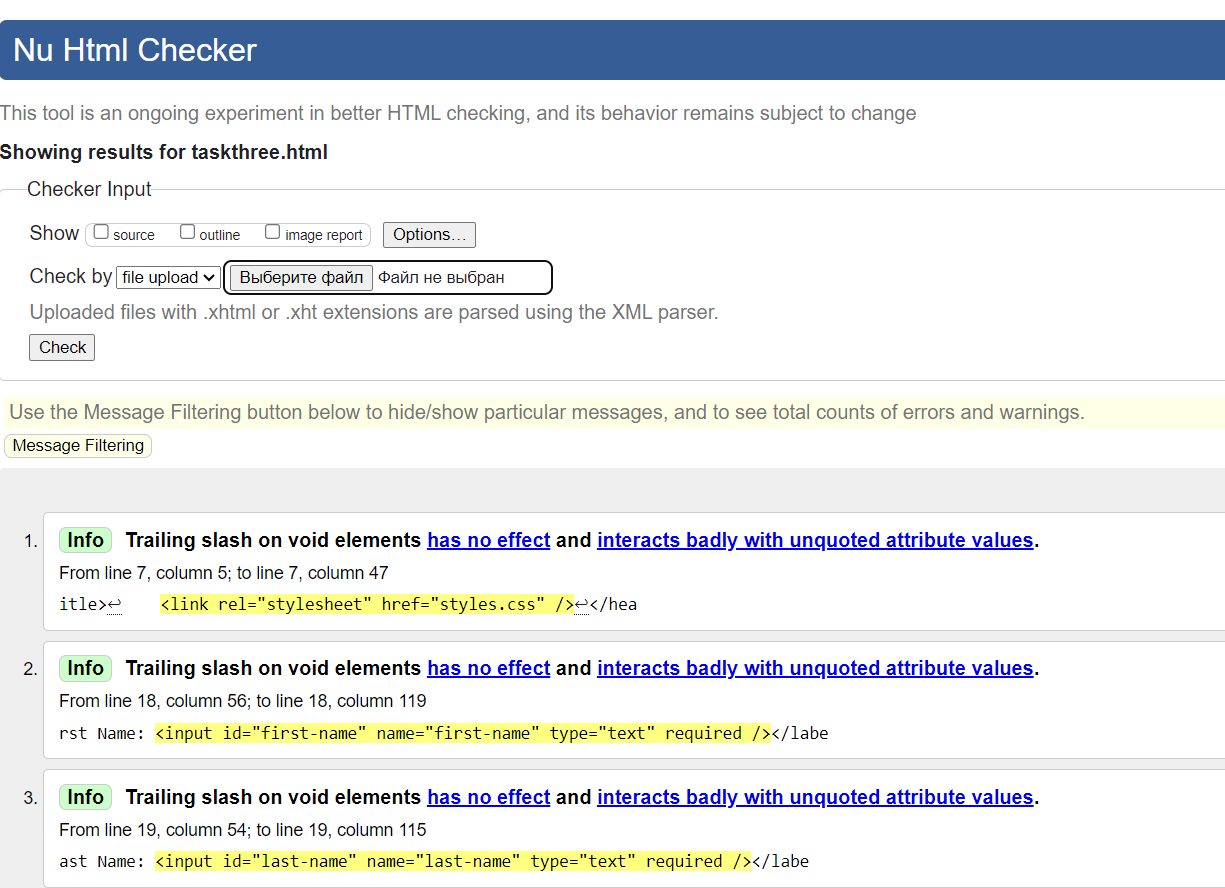 Nu Html Checker
This tool is an ongoing experiment in better HTML checking, and its behavior remains subject to change
Showing results for taskthree.html
Checker Input
Show source outline image report Options…
Check by file upload Выберите файл Файл не выбран
Uploaded files with .xhtml or .xht extensions are parsed using the XML parser.
Check
Use the Message Filtering button below to hide/show particular messages, and to see total counts of errors and warnings.
Message Filtering
1. Info Trailing slash on void elements has no effect and interacts badly with unquoted attribute values.
From line 7, column 5; to line 7, column 47
itle>↩    <link rel="stylesheet" href="styles.css" />↩</hea
2. Info Trailing slash on void elements has no effect and interacts badly with unquoted attribute values.
From line 18, column 56; to line 18, column 119
rst Name: <input id="first-name" name="first-name" type="text" required /></labe
3. Info Trailing slash on void elements has no effect and interacts badly with unquoted attribute values.
From line 19, column 54; to line 19, column 115
ast Name: <input id="last-name" name="last-name" type="text" required /></labe